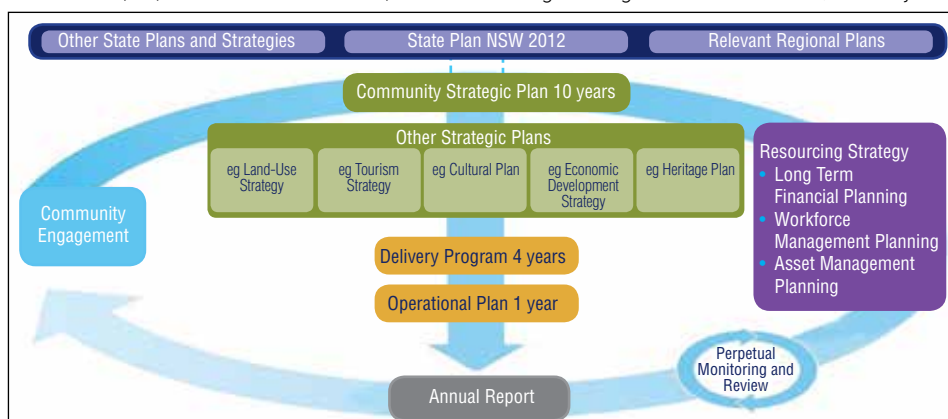 Other State Plans and Strategies
State Plan NSW 2012
Relevant Regional Plans
Community Strategic Plan 10 years
Other Strategic Plans
eg Land-Use
Strategy
eg Tourism
Strategy
eg Cultural Plan
eg Economic
Development
Strategy
eg Heritage Plan
Resourcing Strategy
• Long Term
Financial Planning
• Workforce
Management Planning
• Asset Management
Planning
Community
Engagement
Delivery Program 4 years
Operational Plan 1 year
Perpetual
Monitoring and
Review
Annual Report